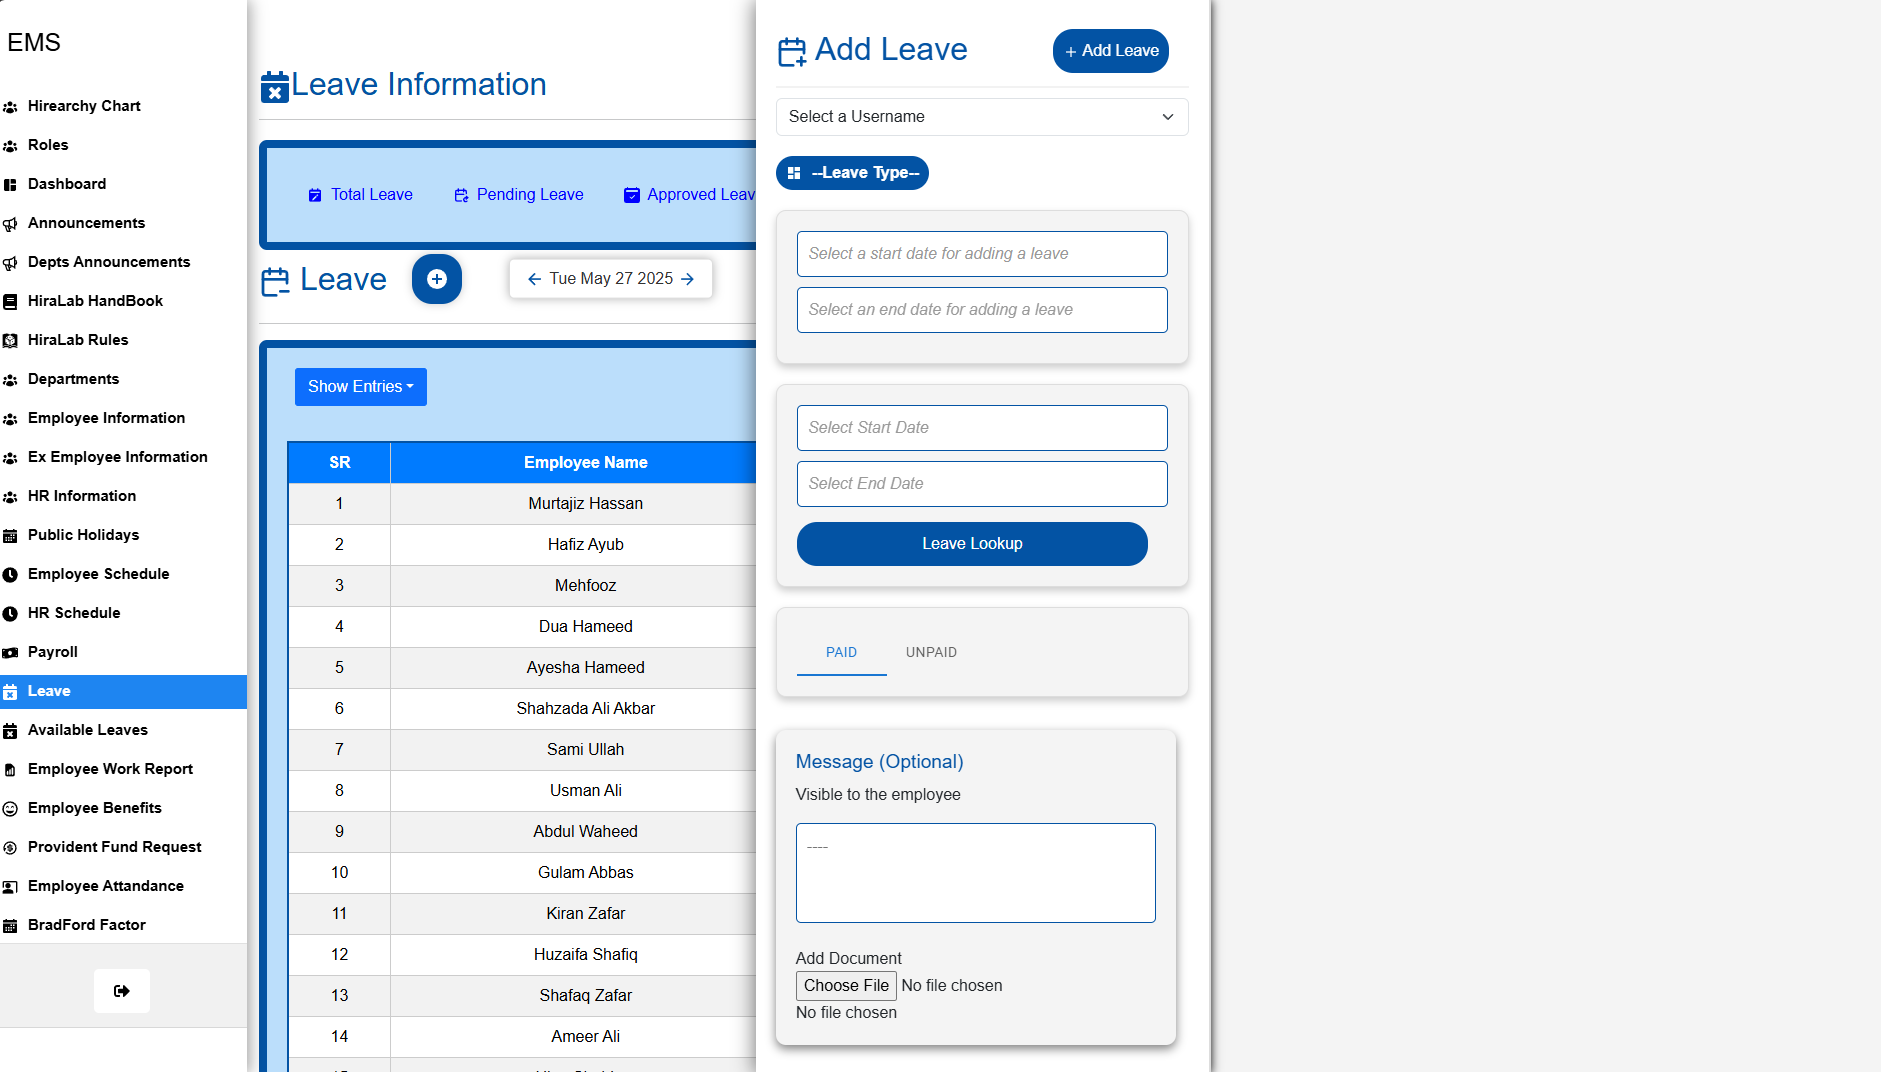 EMS
Hirearchy Chart
Roles
Dashboard
Announcements
Depts Announcements
HiraLab HandBook
HiraLab Rules
Departments
Employee Information
Ex Employee Information
HR Information
Public Holidays
Employee Schedule
HR Schedule
Payroll
Leave
Available Leaves
Employee Work Report
Employee Benefits
Provident Fund Request
Employee Attandance
BradFord Factor
Leave Information
Total Leave Pending Leave Approved Leav
Leave Tue May 27 2025
Show Entries
SR Employee Name
1 Murtajiz Hassan
2 Hafiz Ayub
3 Mehfooz
4 Dua Hameed
5 Ayesha Hameed
6 Shahzada Ali Akbar
7 Sami Ullah
8 Usman Ali
9 Abdul Waheed
10 Gulam Abbas
11 Kiran Zafar
12 Huzaifa Shafiq
13 Shafaq Zafar
14 Ameer Ali
Add Leave + Add Leave
Select a Username
--Leave Type--
Select a start date for adding a leave
Select an end date for adding a leave
Select Start Date
Select End Date
Leave Lookup
PAID UNPAID
Message (Optional)
Visible to the employee
----
Add Document
Choose File No file chosen
No file chosen